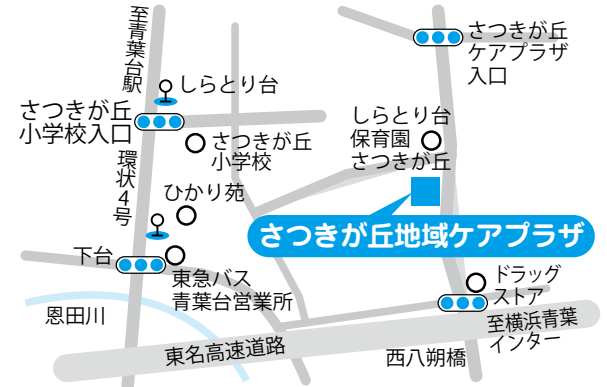 至青葉台駅
しらとり台
さつきが丘
小学校入口
さつきが丘
小学校
環状4号
ひかり苑
下台
東急バス
青葉台営業所
恩田川
東名高速道路
さつきが丘
ケアプラザ
入口
しらとり台
保育園
さつきが丘
さつきが丘地域ケアプラザ
ドラッグ
ストア
至横浜青葉
インター
西八朔橋